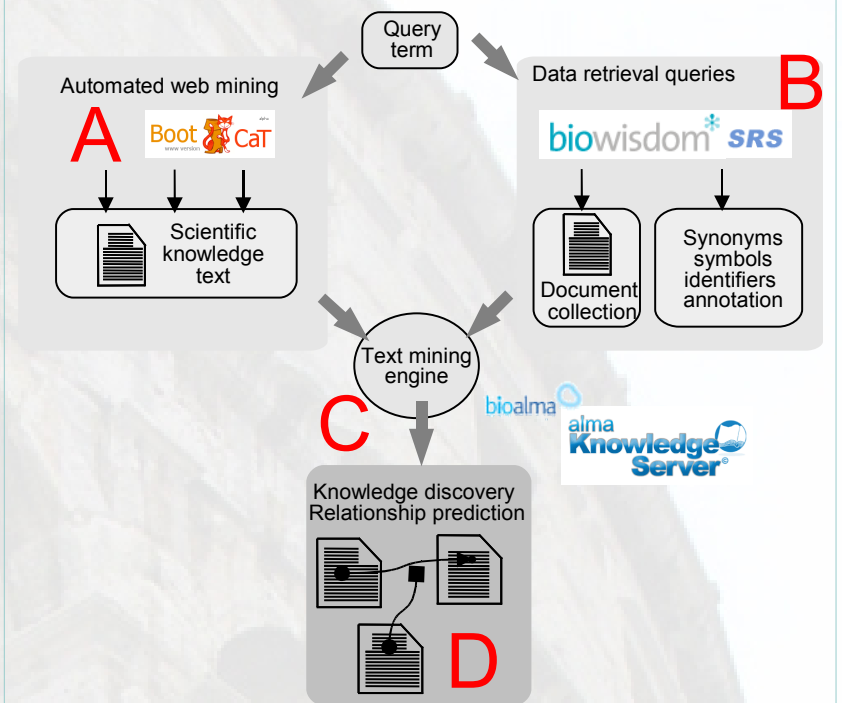 Query
term
Automated web mining
A
alpha
Boot CaT
www version
Scientific
knowledge
text
Data retrieval queries
B
biowisdom SRS
Document
collection
Synonyms
symbols
identifiers
annotation
Text mining
engine
C
bioalma
alma
Knowledge
Server©
Knowledge discovery
Relationship prediction
D